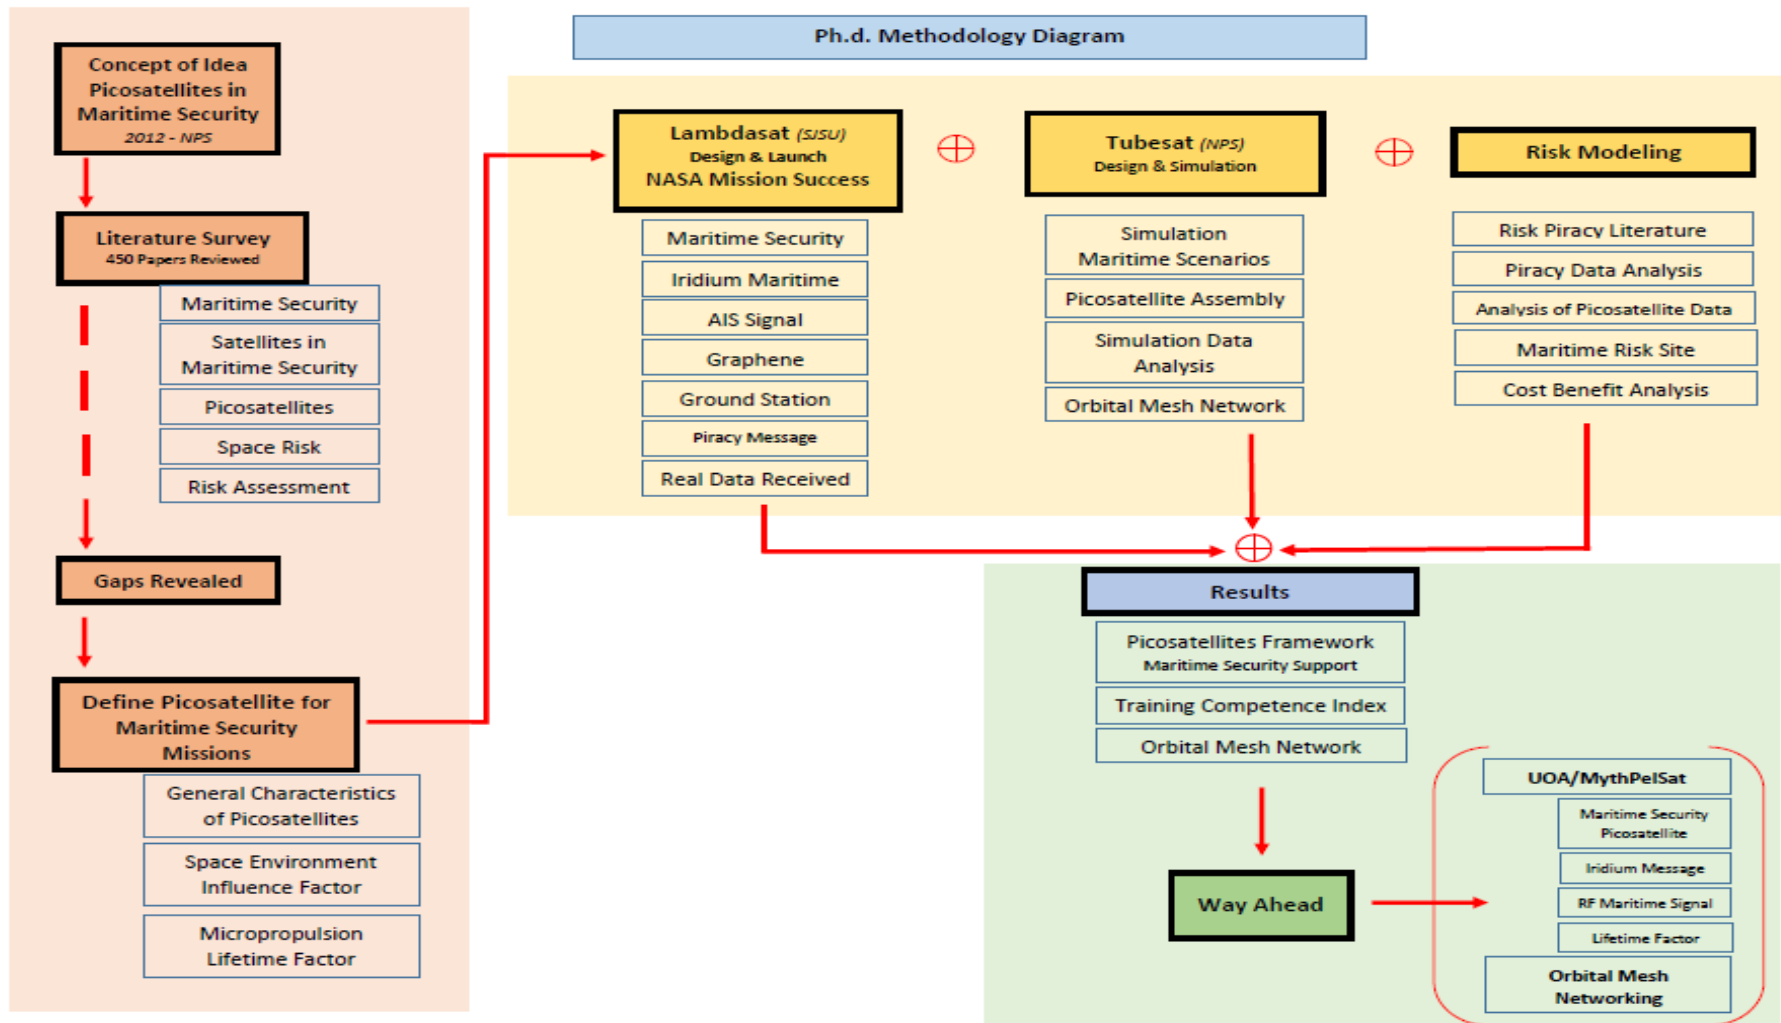 Ph.d. Methodology Diagram
Concept of Idea
Picosatellites in
Maritime Security
2012 - NPS
Literature Survey
450 Papers Reviewed
Maritime Security
Satellites in
Maritime Security
Picosatellites
Space Risk
Risk Assessment
Gaps Revealed
Define Picosatellite for
Maritime Security
Missions
General Characteristics
of Picosatellites
Space Environment
Influence Factor
Micropropulsion
Lifetime Factor
Lambdasat (SJSU)
Design & Launch
NASA Mission Success
Maritime Security
Iridium Maritime
AIS Signal
Graphene
Ground Station
Piracy Message
Real Data Received
Tubesat (NPS)
Design & Simulation
Simulation
Maritime Scenarios
Picosatellite Assembly
Simulation Data
Analysis
Orbital Mesh Network
Risk Modeling
Risk Piracy Literature
Piracy Data Analysis
Analysis of Picosatellite Data
Maritime Risk Site
Cost Benefit Analysis
Results
Picosatellites Framework
Maritime Security Support
Training Competence Index
Orbital Mesh Network
Way Ahead
UOA/MythPelSat
Maritime Security
Picosatellite
Iridium Message
RF Maritime Signal
Lifetime Factor
Orbital Mesh
Networking